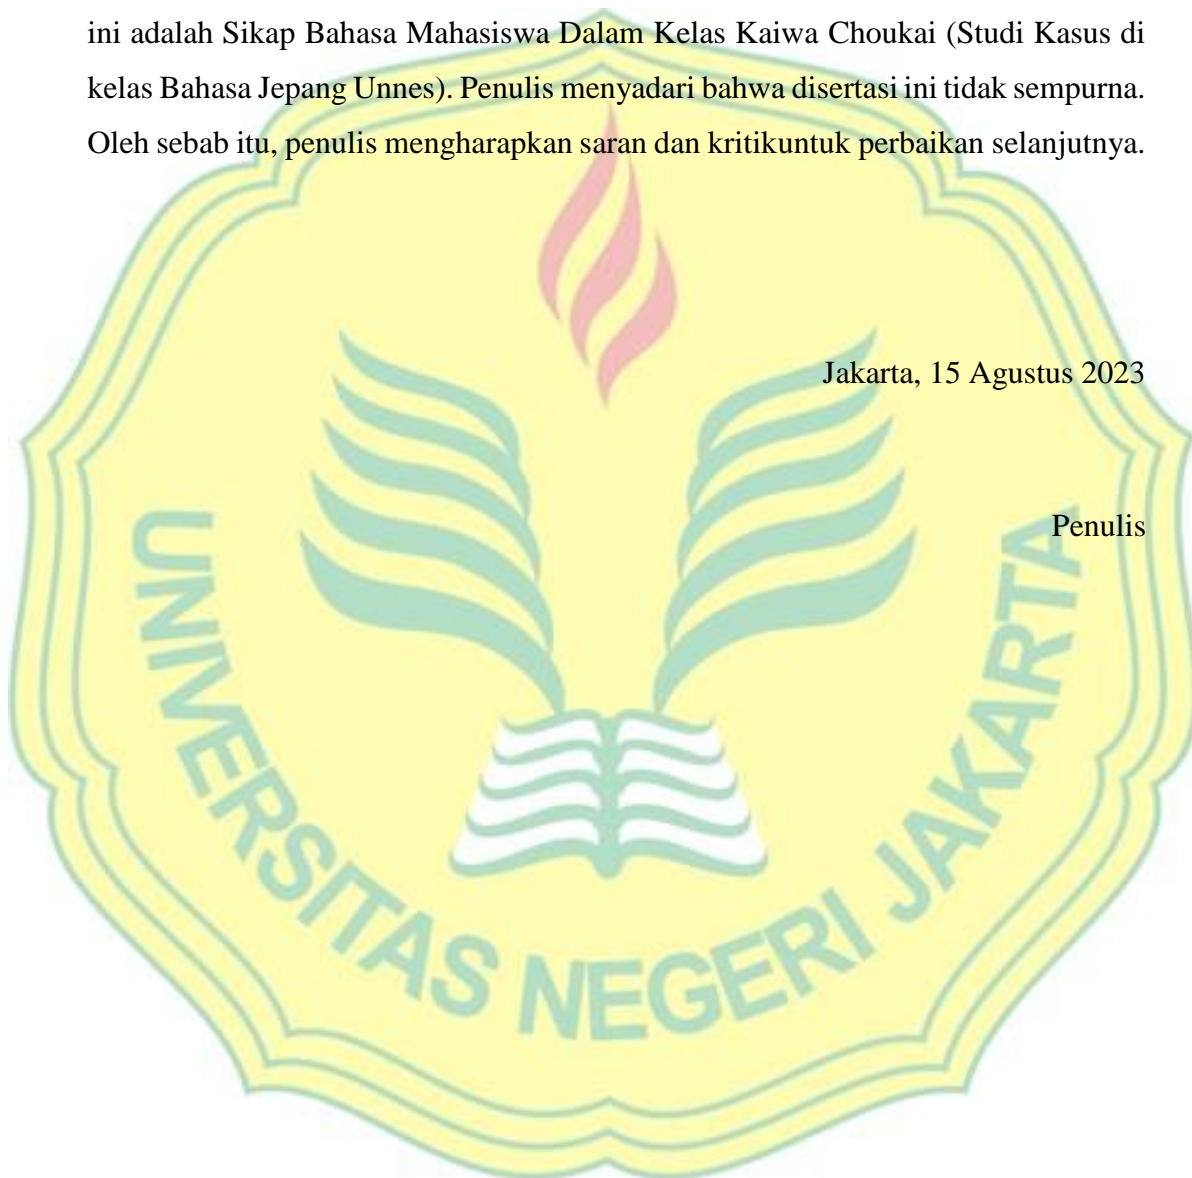 ini adalah Sikap Bahasa Mahasiswa Dalam Kelas Kaiwa Choukai (Studi Kasus di
kelas Bahasa Jepang Unnes). Penulis menyadari bahwa disertasi ini tidak sempurna.
Oleh sebab itu, penulis mengharapkan saran dan kritikuntuk perbaikan selanjutnya.
Jakarta, 15 Agustus 2023
Penulis
UNIVERSITAS NEGERI JAKARTA